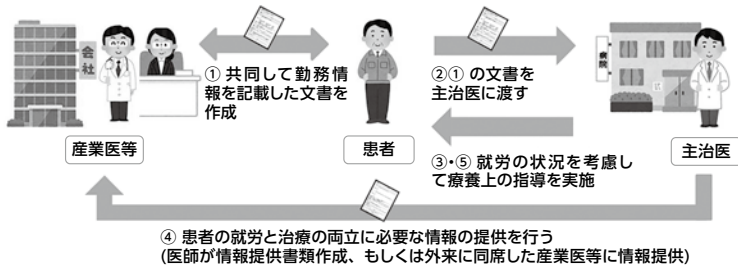 会社
病院
① 共同して勤務情
報を記載した文書を
作成
②① の文書を
主治医に渡す
産業医等
患者
主治医
③・⑤ 就労の状況を考慮し
て療養上の指導を実施
④ 患者の就労と治療の両立に必要な情報の提供を行う
(医師が情報提供書類作成、もしくは外来に同席した産業医等に情報提供)